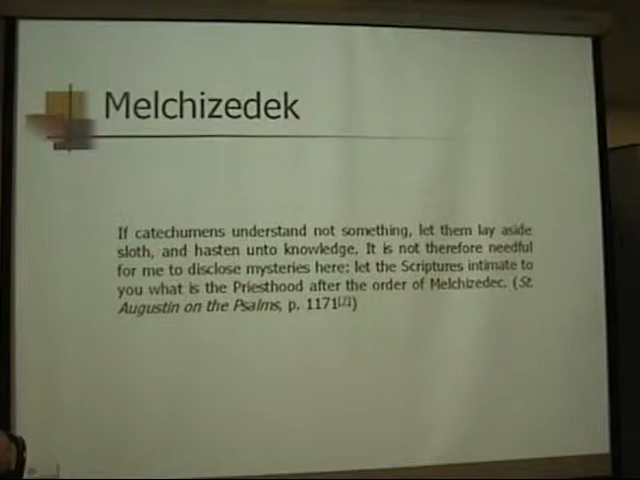 Melchizedek
If catechumens understand not something, let them lay aside
sloth, and hasten unto knowledge. It is not therefore needful
for me to disclose mysteries here: let the Scriptures intimate to
you what is the Priesthood after the order of Melchizedec. (St.
Augustin on the Psalms, p. 1171)